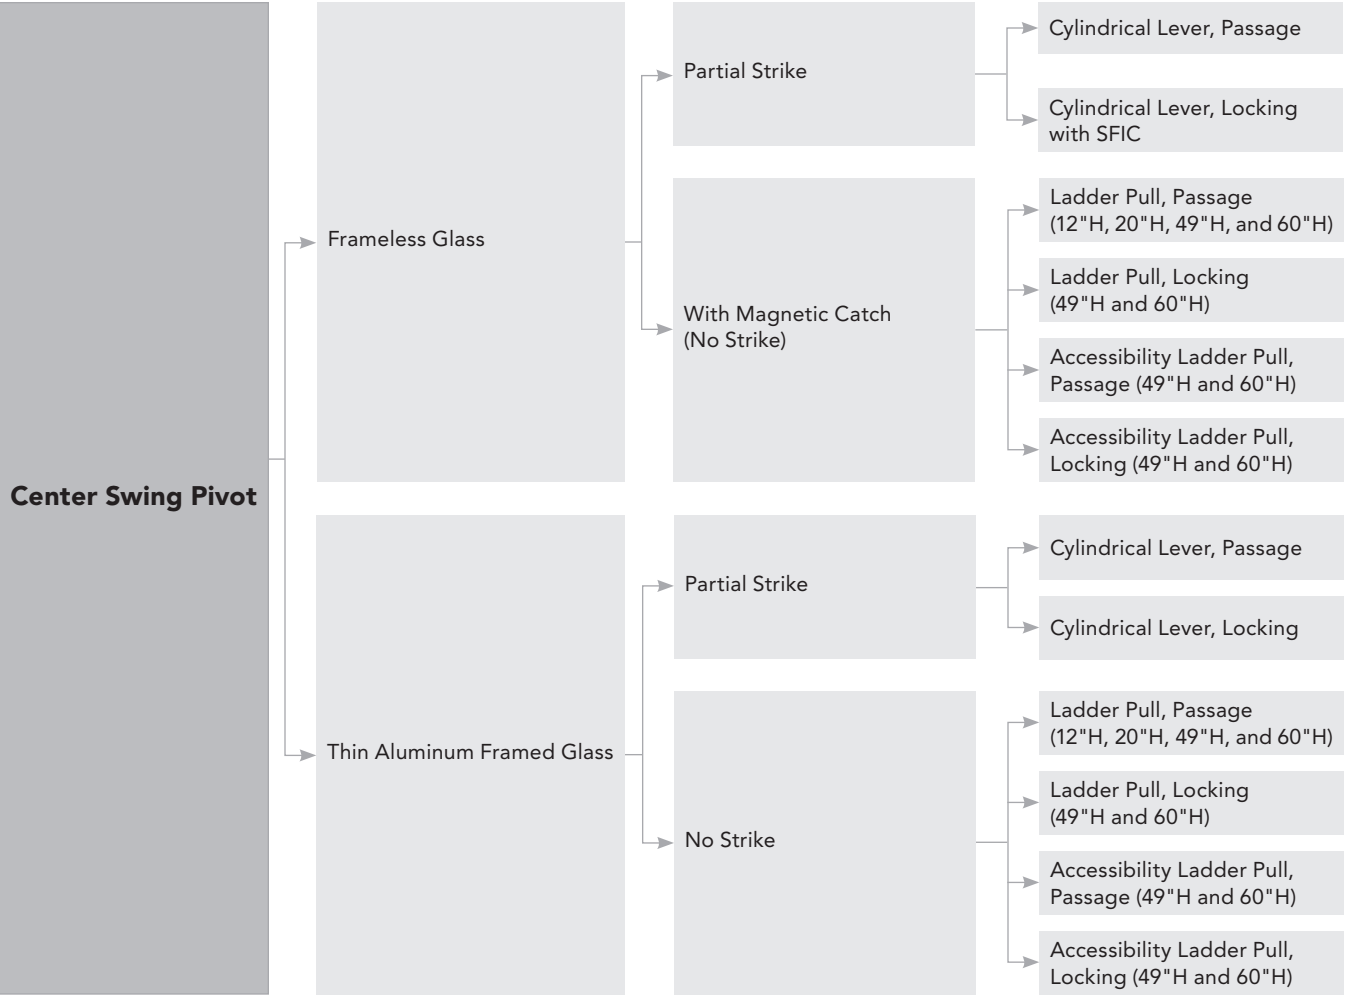 Center Swing Pivot
Frameless Glass
Partial Strike
Cylindrical Lever, Passage
Cylindrical Lever, Locking
with SFIC
With Magnetic Catch
(No Strike)
Ladder Pull, Passage
(12"H, 20"H, 49"H, and 60"H)
Ladder Pull, Locking
(49"H and 60"H)
Accessibility Ladder Pull,
Passage (49"H and 60"H)
Accessibility Ladder Pull,
Locking (49"H and 60"H)
Thin Aluminum Framed Glass
Partial Strike
Cylindrical Lever, Passage
Cylindrical Lever, Locking
No Strike
Ladder Pull, Passage
(12"H, 20"H, 49"H, and 60"H)
Ladder Pull, Locking
(49"H and 60"H)
Accessibility Ladder Pull,
Passage (49"H and 60"H)
Accessibility Ladder Pull,
Locking (49"H and 60"H)